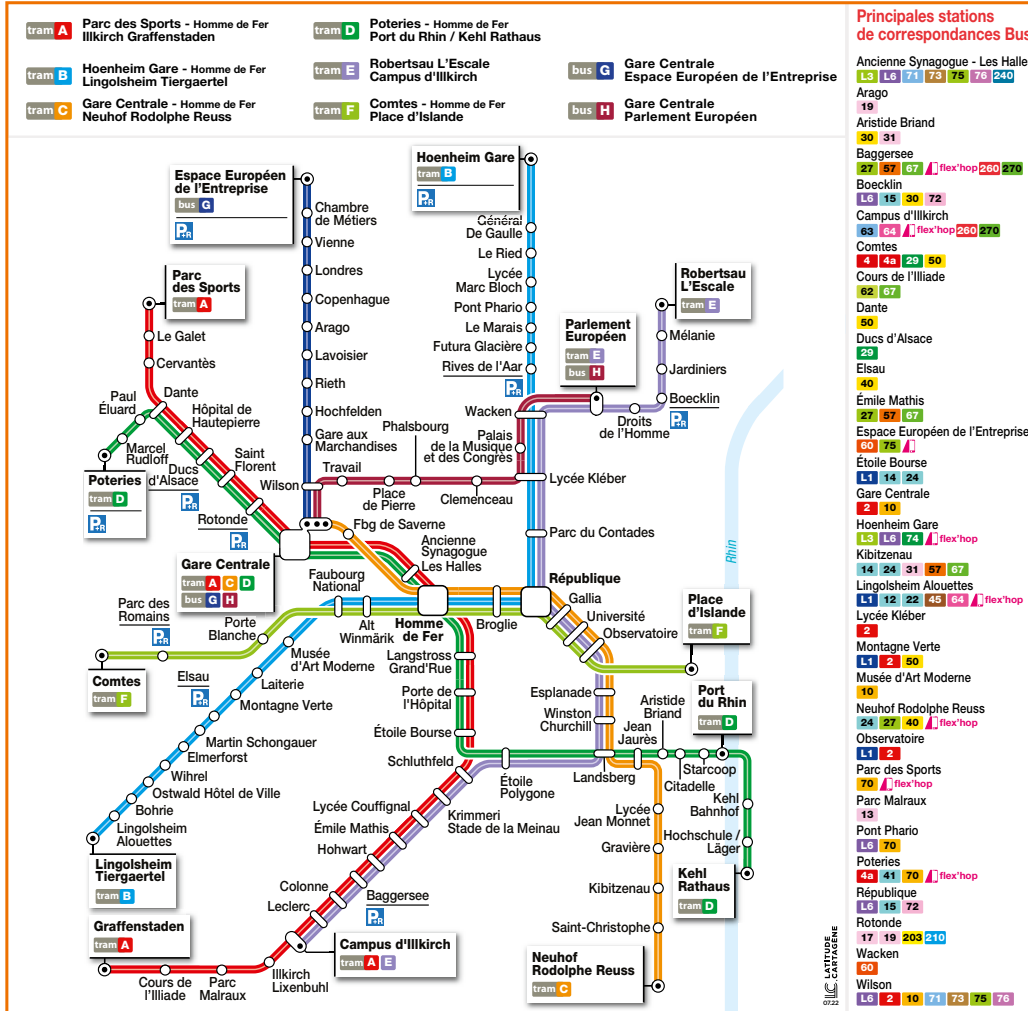 tram A Parc des Sports - Homme de Fer
Illkirch Graffenstaden
tram B Hoenheim Gare - Homme de Fer
Lingolsheim Tiergaertel
tram C Gare Centrale - Homme de Fer
Neuhof Rodolphe Reuss
tram D Poteries - Homme de Fer
Port du Rhin / Kehl Rathaus
tram E Robertsau L'Escale
Campus d'Illkirch
tram F Comtes - Homme de Fer
Place d'Islande
bus G Gare Centrale
Espace Européen de l'Entreprise
bus H Gare Centrale
Parlement Européen
Espace Européen
de l'Entreprise
bus G
P+R
Chambre
de Métiers
Vienne
Londres
Copenhague
Arago
Lavoisier
Rieth
Hochfelden
Gare aux
Marchandises
Wilson
Hoenheim Gare
tram B
P+R
Général
De Gaulle
Le Ried
Lycée
Marc Bloch
Pont Phario
Le Marais
Futura Glacière
Rives de l'Aar
P+R
Wacken
Palais
de la Musique
et des Congrès
Lycée Kléber
Parc du Contades
Robertsau
L'Escale
tram E
Mélanie
Jardiniers
Boecklin
P+R
Droits
de l'Homme
Parlement
Européen
tram E
bus H
Parc
des Sports
tram A
Le Galet
Cervantès
Dante
Hôpital de
Hautepierre
Paul
Éluard
Marcel
Rudloff
Ducs
d'Alsace
P+R
Saint
Florent
Rotonde
P+R
Poteries
tram D
P+R
Phalsbourg
Travail
Place
de Pierre
Clemenceau
Fbg de Saverne
Ancienne
Synagogue
Les Halles
Gare Centrale
tram A C D
bus G H
Faubourg
National
République
Gallia
Université
Observatoire
Place
d'Islande
tram F
Parc des
Romains
P+R
Porte
Blanche
Alt
Winmärik
Homme
de Fer
Broglie
Musée
d'Art Moderne
Langstross
Grand'Rue
Comtes
tram F
Elsau
P+R
Laiterie
Montagne Verte
Porte de
l'Hôpital
Esplanade
Winston
Churchill
Aristide
Briand
Port
du Rhin
tram D
Jean
Jaurès
Martin Schongauer
Elmerforst
Étoile Bourse
Schluthfeld
Wihrel
Ostwald Hôtel de Ville
Bohrie
Lingolsheim
Alouettes
Étoile
Polygone
Landsberg
Citadelle
Starcoop
Kehl
Bahnhof
Lycée Couffignal
Émile Mathis
Hohwart
Krimmeri
Stade de la Meinau
Lycée
Jean Monnet
Hochschule /
Läger
Gravière
Lingolsheim
Tiergaertel
tram B
Colonne
Leclerc
Baggersee
P+R
Kibitzenau
Kehl
Rathaus
tram D
Graffenstaden
tram A
Campus d'Illkirch
tram A E
Saint-Christophe
Cours de
l'Illiade
Parc
Malraux
Illkirch
Lixenbuhl
Neuhof
Rodolphe Reuss
tram C
Rhin
LATITUDE
CARTAGÈNE
07.22
Principales stations
de correspondances Bus
Ancienne Synagogue - Les Halles
L3 L6 71 73 75 76 240
Arago
19
Aristide Briand
30 31
Baggersee
27 57 67 flex'hop 260 270
Boecklin
L6 15 30 72
Campus d'Illkirch
63 64 flex'hop 260 270
Comtes
4 4a 29 50
Cours de l'Illiade
62 67
Dante
50
Ducs d'Alsace
29
Elsau
40
Émile Mathis
27 57 67
Espace Européen de l'Entreprise
60 75
Étoile Bourse
L1 14 24
Gare Centrale
2 10
Hoenheim Gare
L3 L6 74 flex'hop
Kibitzenau
14 24 31 57 67
Lingolsheim Alouettes
L1 12 22 45 64 flex'hop
Lycée Kléber
2
Montagne Verte
L1 2 50
Musée d'Art Moderne
10
Neuhof Rodolphe Reuss
24 27 40 flex'hop
Observatoire
L1 2
Parc des Sports
70 flex'hop
Parc Malraux
13
Pont Phario
L6 70
Poteries
4a 41 70 flex'hop
République
L6 15 72
Rotonde
17 19 203 210
Wacken
60
Wilson
L6 2 10 71 73 75 76